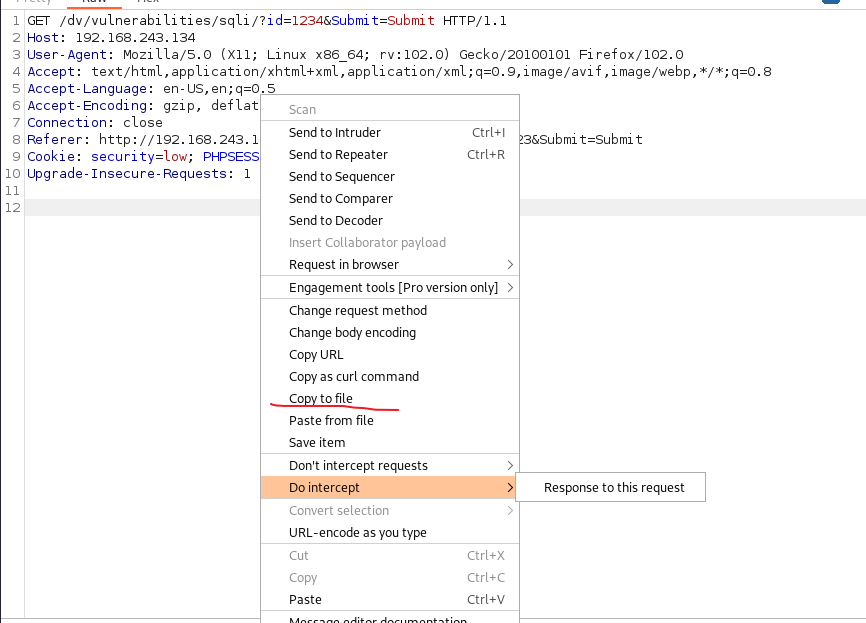 Pretty Raw Hex
1 GET /dv/vulnerabilities/sqli/?id=1234&Submit=Submit HTTP/1.1
2 Host: 192.168.243.134
3 User-Agent: Mozilla/5.0 (X11; Linux x86_64; rv:102.0) Gecko/20100101 Firefox/102.0
4 Accept: text/html,application/xhtml+xml,application/xml;q=0.9,image/avif,image/webp,*/*;q=0.8
5 Accept-Language: en-US,en;q=0.5
6 Accept-Encoding: gzip, deflat
7 Connection: close
8 Referer: http://192.168.243.1 23&Submit=Submit
9 Cookie: security=low; PHPSESS
10 Upgrade-Insecure-Requests: 1
11
12
Scan
Send to Intruder Ctrl+I
Send to Repeater Ctrl+R
Send to Sequencer
Send to Comparer
Send to Decoder
Insert Collaborator payload
Request in browser
Engagement tools [Pro version only]
Change request method
Change body encoding
Copy URL
Copy as curl command
Copy to file
Paste from file
Save item
Don't intercept requests
Do intercept
Response to this request
Convert selection
URL-encode as you type
Cut Ctrl+X
Copy Ctrl+C
Paste Ctrl+V
Message editor documentation